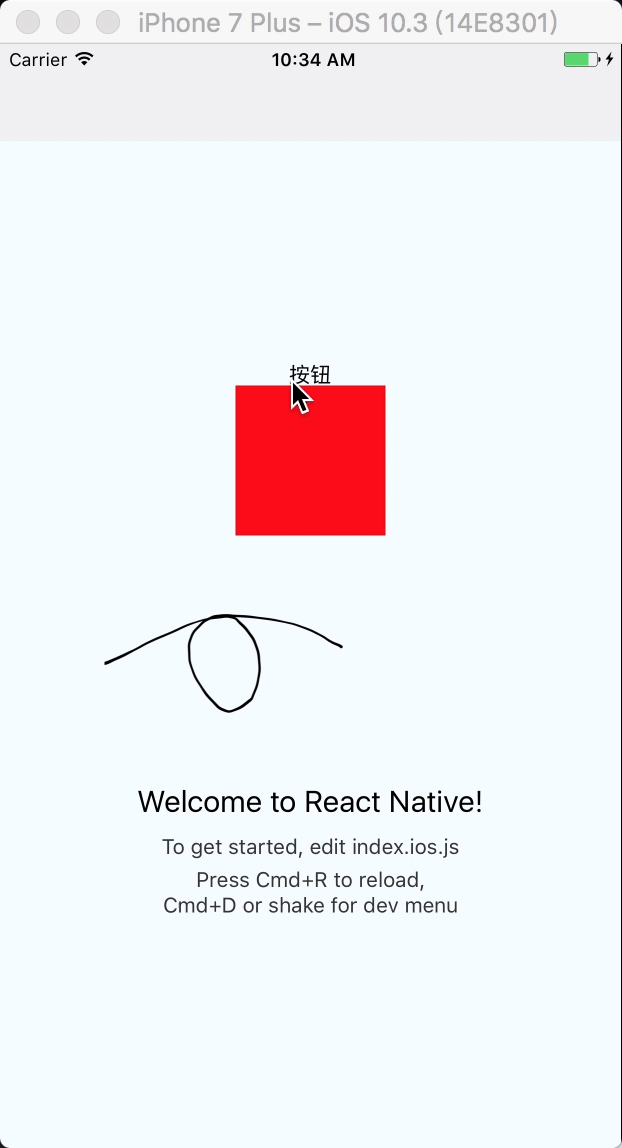 iPhone 7 Plus – iOS 10.3 (14E8301)
Carrier 10:34 AM
按钮
Welcome to React Native!
To get started, edit index.ios.js
Press Cmd+R to reload,
Cmd+D or shake for dev menu